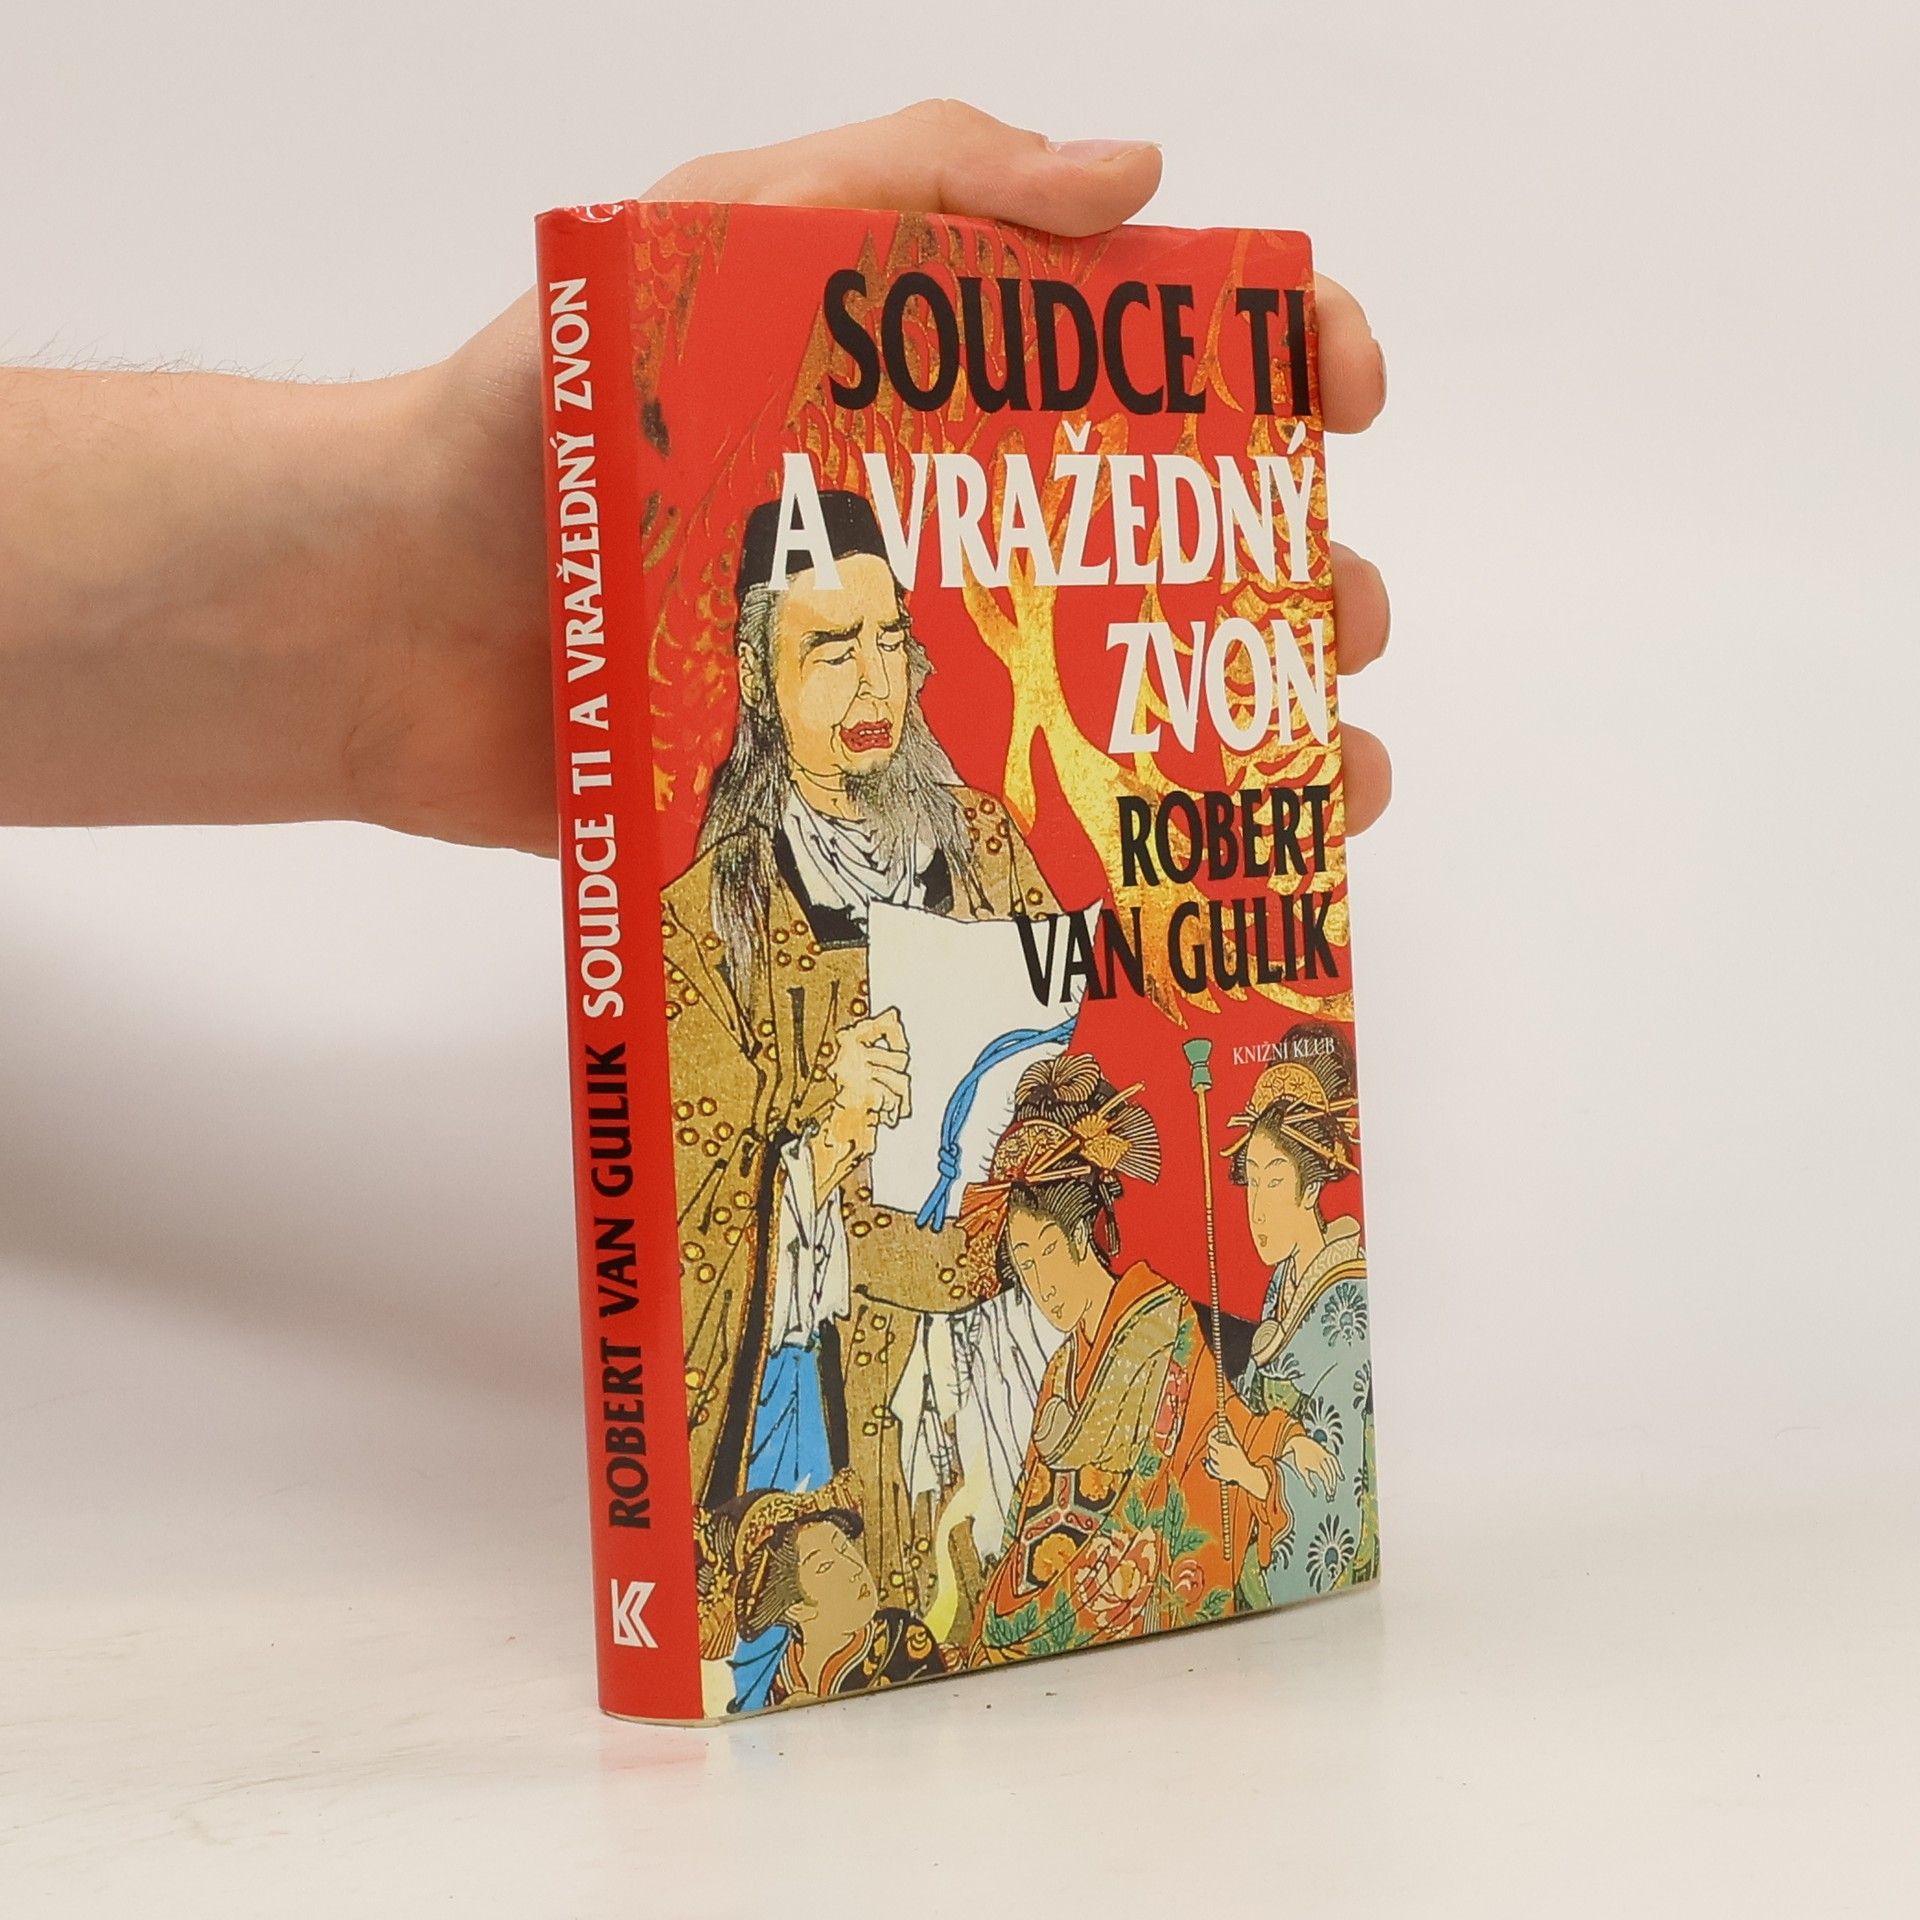 SOUDCE TI
A VRAŽEDNÝ
ZVON
ROBERT
VAN GULIK
KNIŽNÍ KLUB
ROBERT VAN GULIK SOUDCE TI A VRAŽEDNÝ ZVON